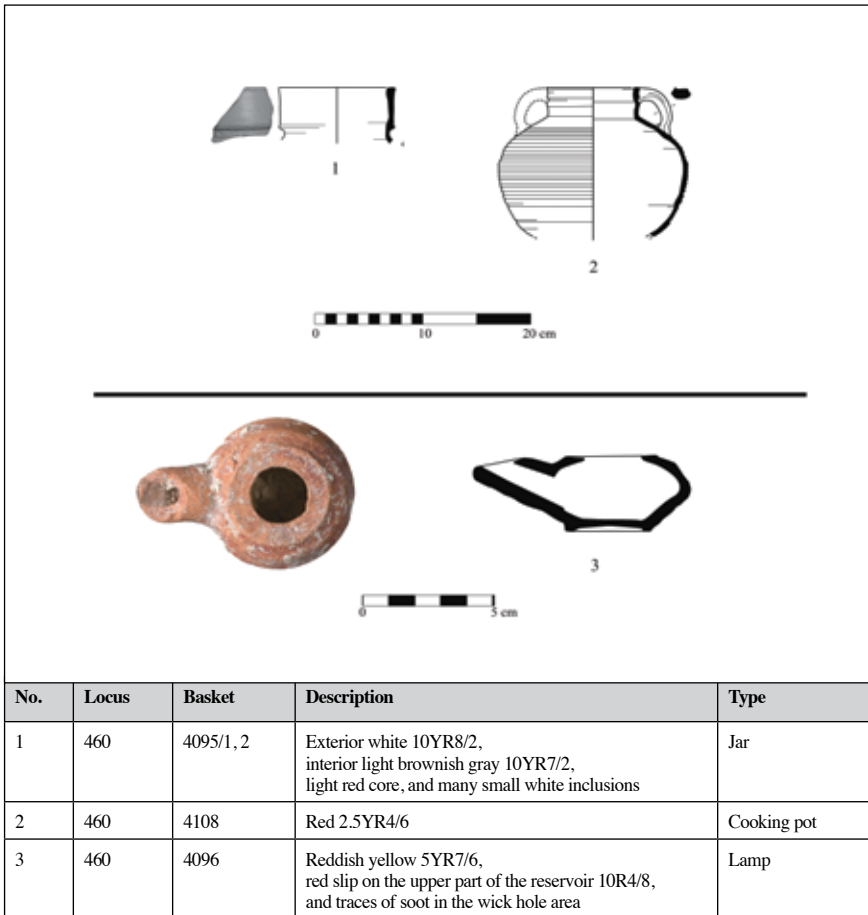 1
2
0 10 20 cm
3
0 5 cm
No. Locus Basket Description Type
1 460 4095/1, 2 Exterior white 10YR8/2, Jar
interior light brownish gray 10YR7/2,
light red core, and many small white inclusions
2 460 4108 Red 2.5YR4/6 Cooking pot
3 460 4096 Reddish yellow 5YR7/6, Lamp
red slip on the upper part of the reservoir 10R4/8,
and traces of soot in the wick hole area